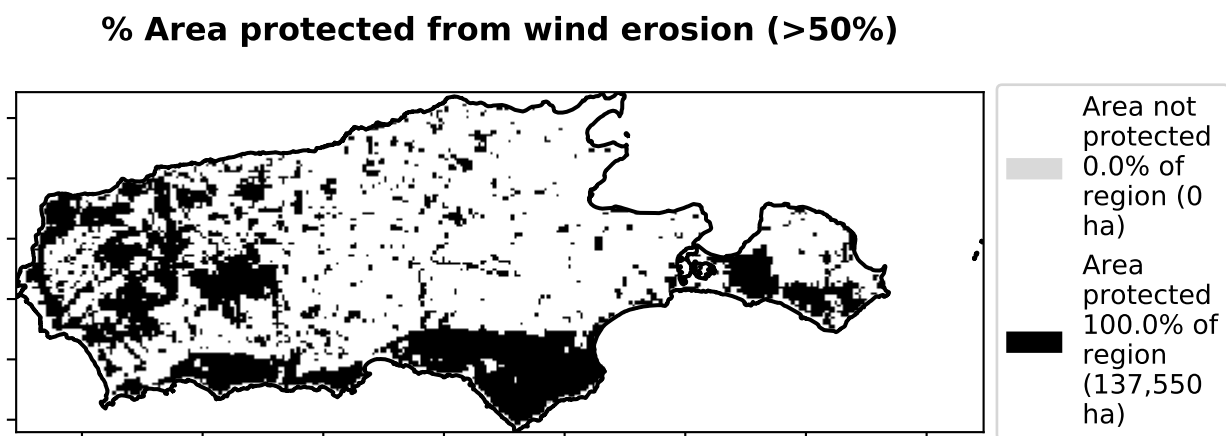 % Area protected from wind erosion (>50%)
Area not
protected
0.0% of
region (0
ha)
Area
protected
100.0% of
region
(137,550
ha)